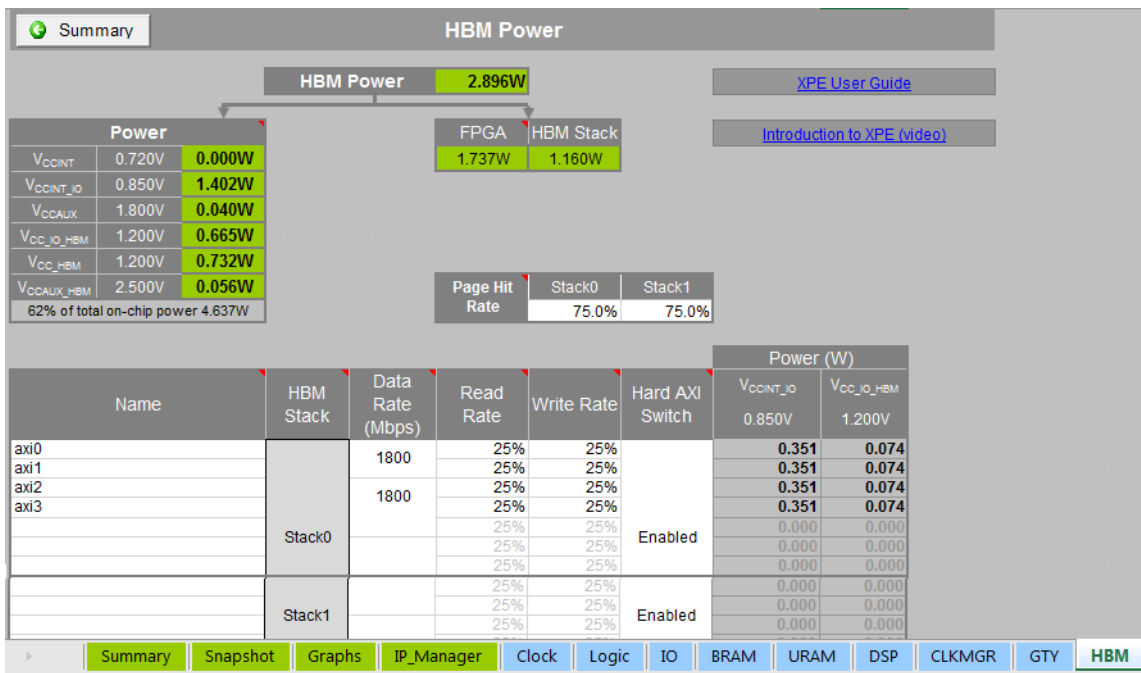 Summary
HBM Power
HBM Power 2.896W
XPE User Guide
Power
FPGA HBM Stack
Introduction to XPE (video)
1.737W 1.160W
VCCINT 0.720V 0.000W
VCCINT_IO 0.850V 1.402W
VCCAUX 1.800V 0.040W
VCC_IO_HBM 1.200V 0.665W
VCC_HBM 1.200V 0.732W
VCCAUX_HBM 2.500V 0.056W
62% of total on-chip power 4.637W
Page Hit Rate Stack0 Stack1
75.0% 75.0%
Power (W)
Name HBM Stack Data Rate (Mbps) Read Rate Write Rate Hard AXI Switch VCCINT_IO 0.850V VCC_IO_HBM 1.200V
axi0 1800 25% 25% 0.351 0.074
axi1 25% 25% 0.351 0.074
axi2 1800 25% 25% 0.351 0.074
axi3 25% 25% 0.351 0.074
25% 25% 0.000 0.000
Stack0 25% 25% Enabled 0.000 0.000
25% 25% 0.000 0.000
25% 25% 0.000 0.000
Stack1 25% 25% Enabled 0.000 0.000
25% 25% 0.000 0.000
Summary Snapshot Graphs IP_Manager Clock Logic IO BRAM URAM DSP CLKMGR GTY HBM